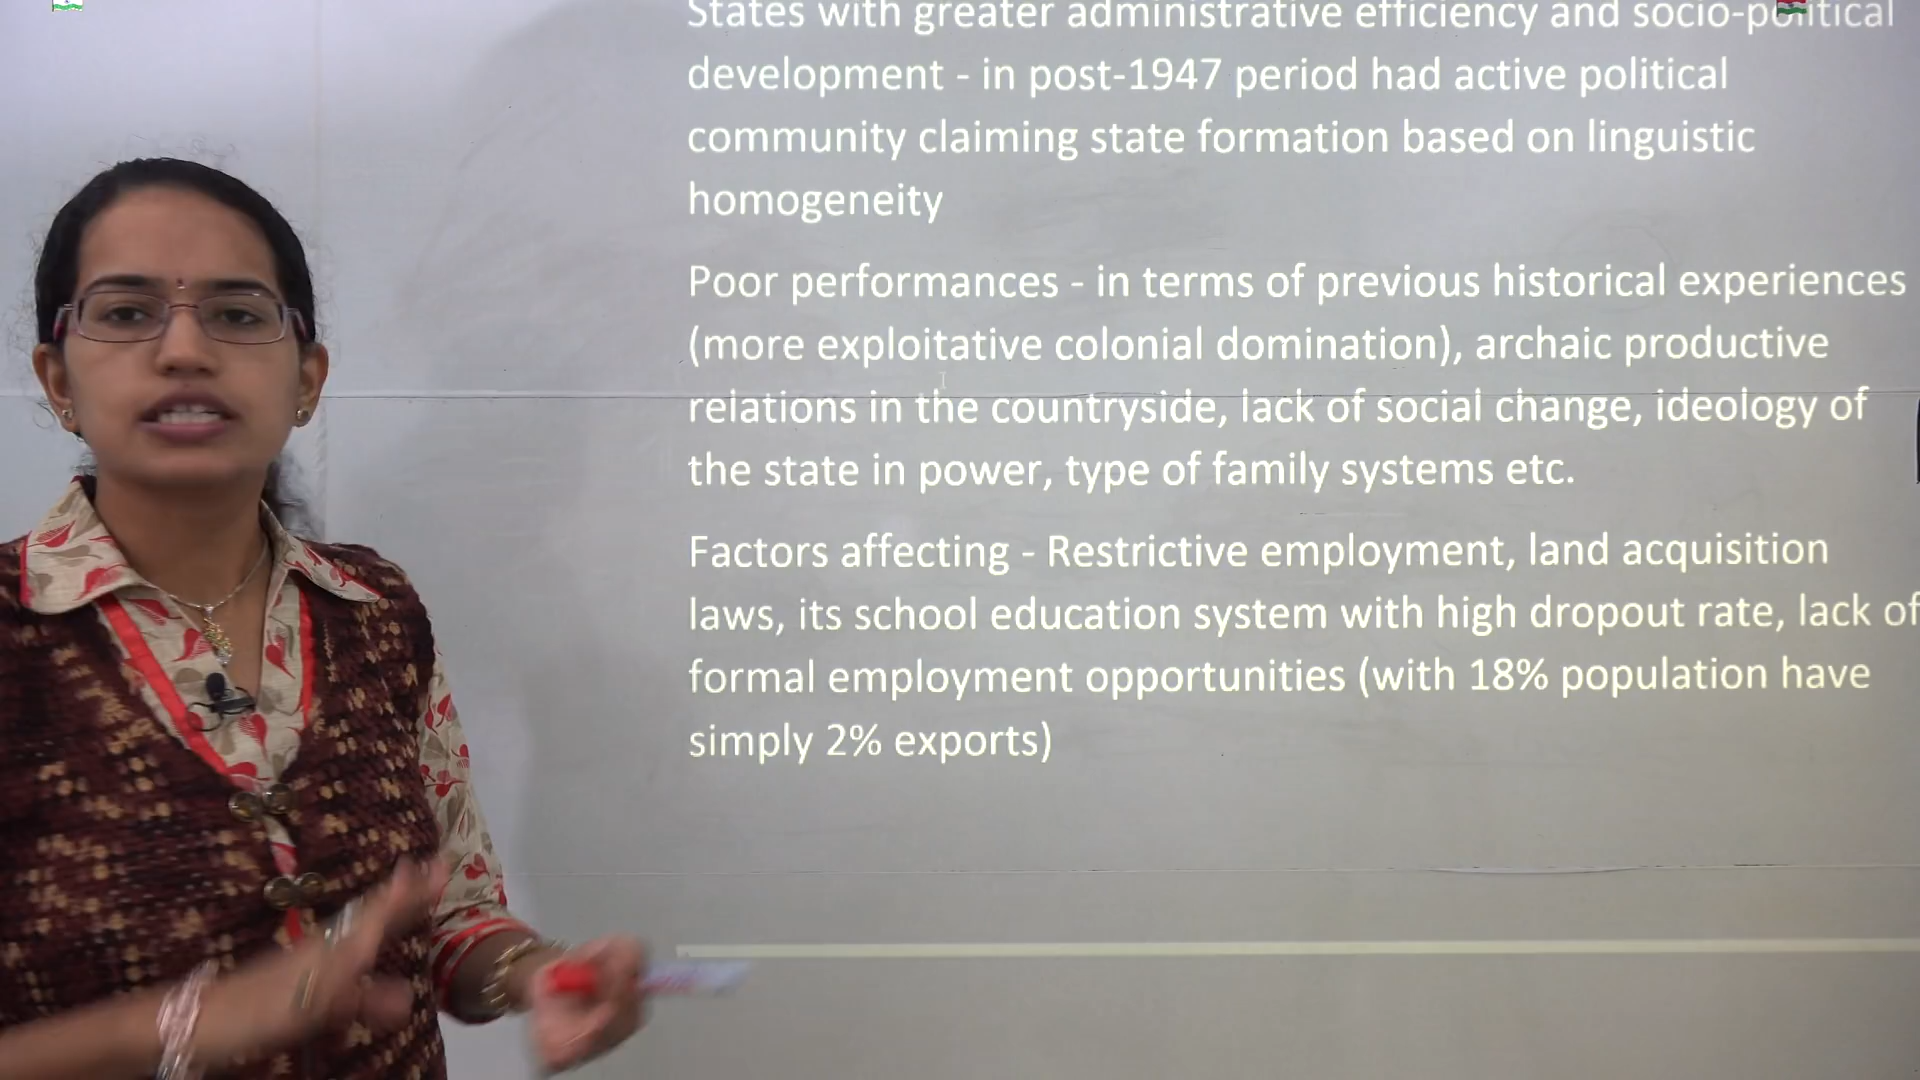 States with greater administrative efficiency and socio-political
development - in post-1947 period had active political
community claiming state formation based on linguistic
homogeneity
Poor performances - in terms of previous historical experiences
(more exploitative colonial domination), archaic productive
relations in the countryside, lack of social change, ideology of
the state in power, type of family systems etc.
Factors affecting - Restrictive employment, land acquisition
laws, its school education system with high dropout rate, lack of
formal employment opportunities (with 18% population have
simply 2% exports)